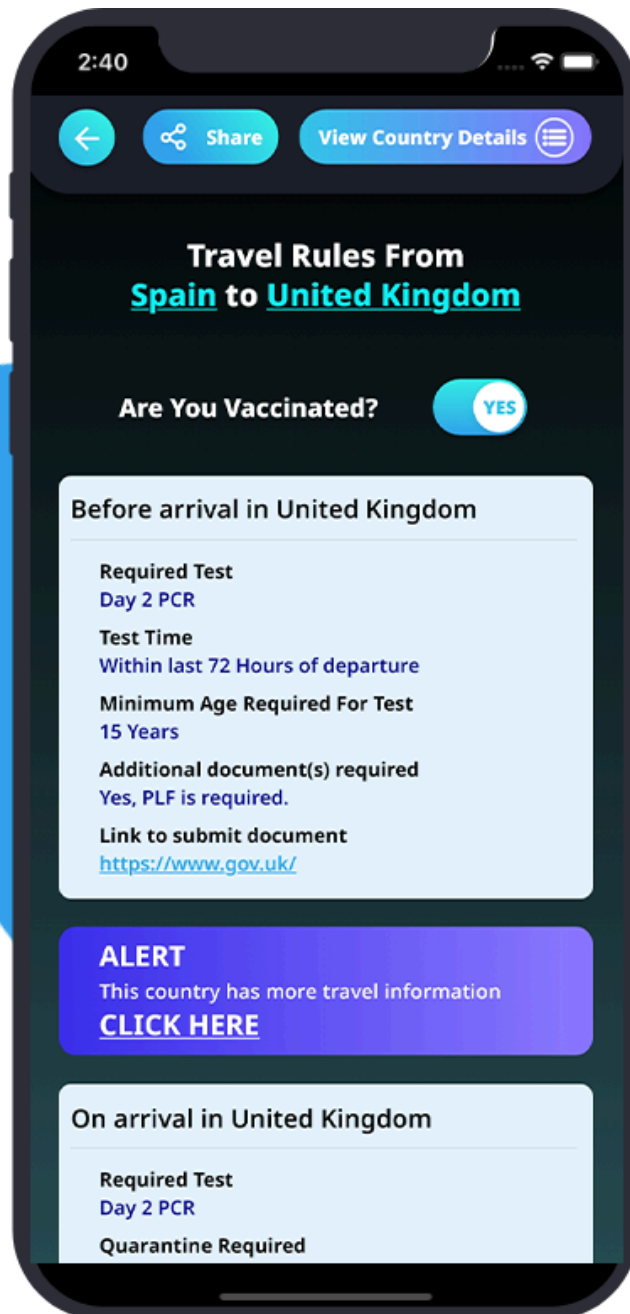 2:40
Share
View Country Details
Travel Rules From
Spain to United Kingdom
Are You Vaccinated?
YES
Before arrival in United Kingdom
Required Test
Day 2 PCR
Test Time
Within last 72 Hours of departure
Minimum Age Required For Test
15 Years
Additional document(s) required
Yes, PLF is required.
Link to submit document
https://www.gov.uk/
ALERT
This country has more travel information
CLICK HERE
On arrival in United Kingdom
Required Test
Day 2 PCR
Quarantine Required